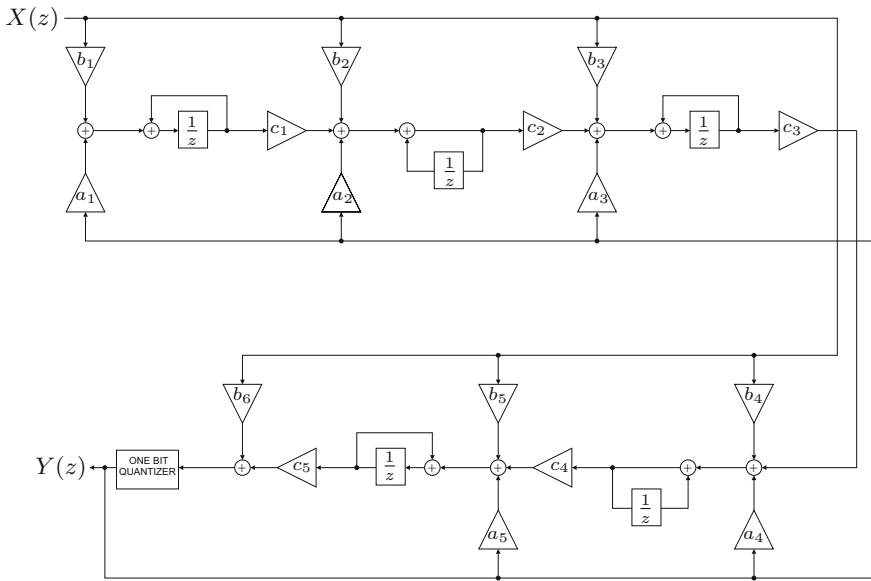 X(z)
b₁ b₂ b₃
1/z c₁ c₂ 1/z c₃
1/z
a₁ a₂ a₃
b₆ b₅ b₄
Y(z) ONE BIT
QUANTIZER
1/z c₅ c₄
1/z
a₅ a₄